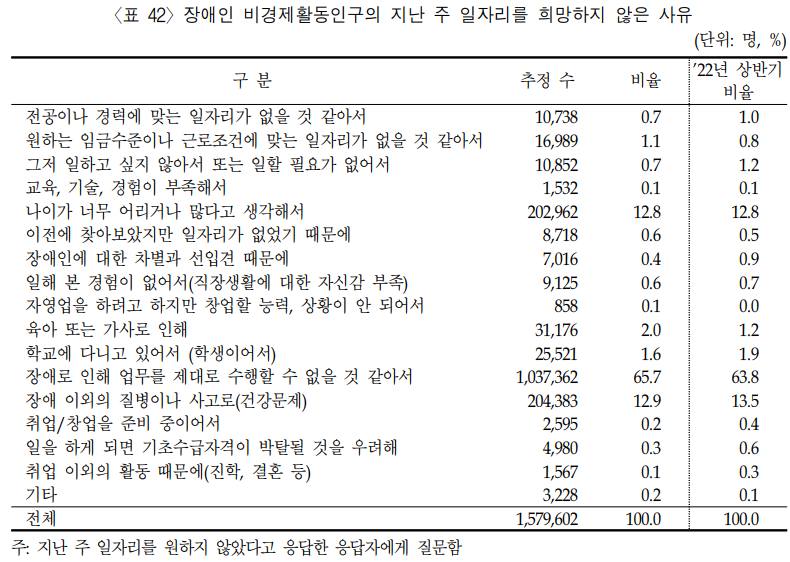 〈표 42〉 장애인 비경제활동인구의 지난 주 일자리를 희망하지 않은 사유
(단위: 명, %)
구 분 추정 수 비율 '22년 상반기 비율
전공이나 경력에 맞는 일자리가 없을 것 같아서 10,738 0.7 1.0
원하는 임금수준이나 근로조건에 맞는 일자리가 없을 것 같아서 16,989 1.1 0.8
그저 일하고 싶지 않아서 또는 일할 필요가 없어서 10,852 0.7 1.2
교육, 기술, 경험이 부족해서 1,532 0.1 0.1
나이가 너무 어리거나 많다고 생각해서 202,962 12.8 12.8
이전에 찾아보았지만 일자리가 없었기 때문에 8,718 0.6 0.5
장애인에 대한 차별과 선입견 때문에 7,016 0.4 0.9
일해 본 경험이 없어서(직장생활에 대한 자신감 부족) 9,125 0.6 0.7
자영업을 하려고 하지만 창업할 능력, 상황이 안 되어서 858 0.1 0.0
육아 또는 가사로 인해 31,176 2.0 1.2
학교에 다니고 있어서 (학생이어서) 25,521 1.6 1.9
장애로 인해 업무를 제대로 수행할 수 없을 것 같아서 1,037,362 65.7 63.8
장애 이외의 질병이나 사고로(건강문제) 204,383 12.9 13.5
취업/창업을 준비 중이어서 2,595 0.2 0.4
일을 하게 되면 기초수급자격이 박탈될 것을 우려해 4,980 0.3 0.6
취업 이외의 활동 때문에(진학, 결혼 등) 1,567 0.1 0.3
기타 3,228 0.2 0.1
전체 1,579,602 100.0 100.0
주: 지난 주 일자리를 원하지 않았다고 응답한 응답자에게 질문함